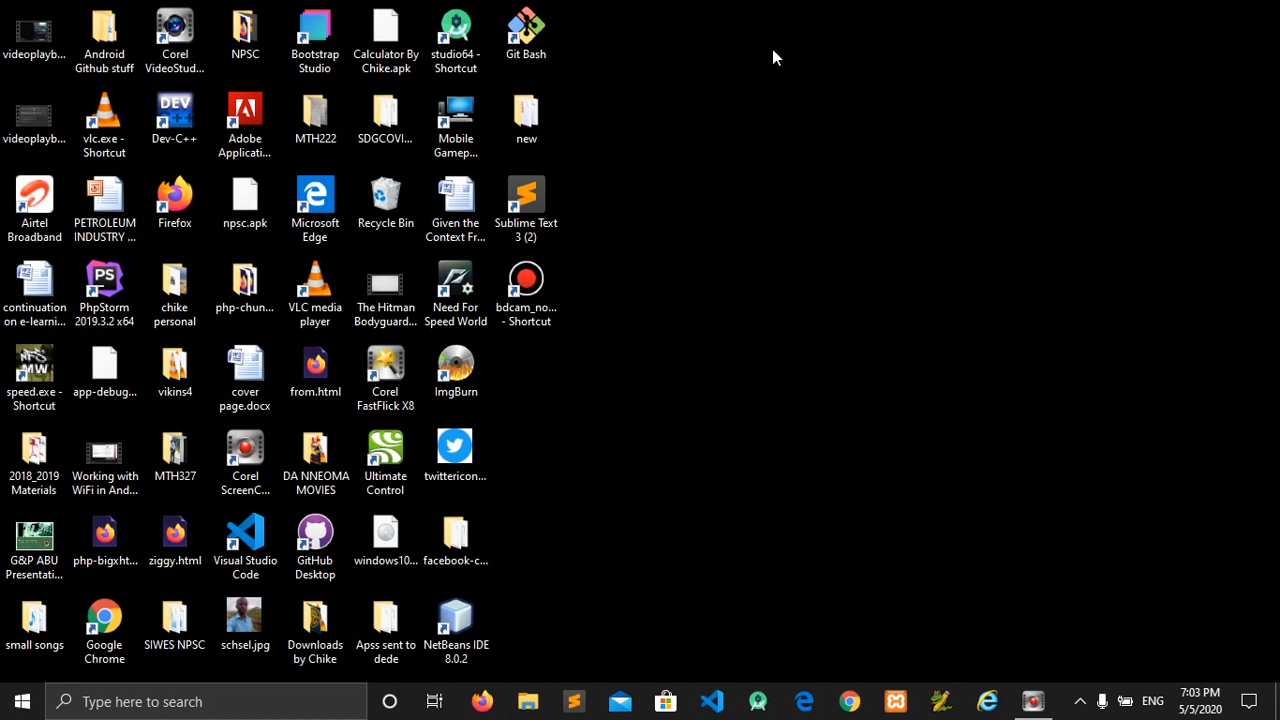 videoplayb...
Android
Github stuff
Corel
VideoStud...
NPSC
Bootstrap
Studio
Calculator By
Chike.apk
studio64 -
Shortcut
Git Bash
videoplayb...
vlc.exe -
Shortcut
DEV
Dev-C++
Adobe
Applicati...
MTH222
SDGCOVI...
Mobile
Gamep...
new
Airtel
Broadband
PETROLEUM
INDUSTRY ...
Firefox
npsc.apk
Microsoft
Edge
Recycle Bin
Given the
Context Fr...
Sublime Text
3 (2)
continuation
on e-learni...
PS
PhpStorm
2019.3.2 x64
chike
personal
php-chun...
VLC media
player
The Hitman
Bodyguard...
Need For
Speed World
bdcam_no...
- Shortcut
NFS
MW
speed.exe -
Shortcut
app-debug...
vikins4
cover
page.docx
from.html
Corel
FastFlick X8
ImgBurn
2018_2019
Materials
Working with
WiFi in And...
MTH327
Corel
ScreenC...
DA NNEOMA
MOVIES
Ultimate
Control
twittericon...
G&P ABU
Presentati...
php-bigxht...
ziggy.html
Visual Studio
Code
GitHub
Desktop
windows10...
facebook-c...
small songs
Google
Chrome
SIWES NPSC
schsel.jpg
Downloads
by Chike
Apss sent to
dede
NetBeans IDE
8.0.2
Type here to search
ENG
7:03 PM
5/5/2020